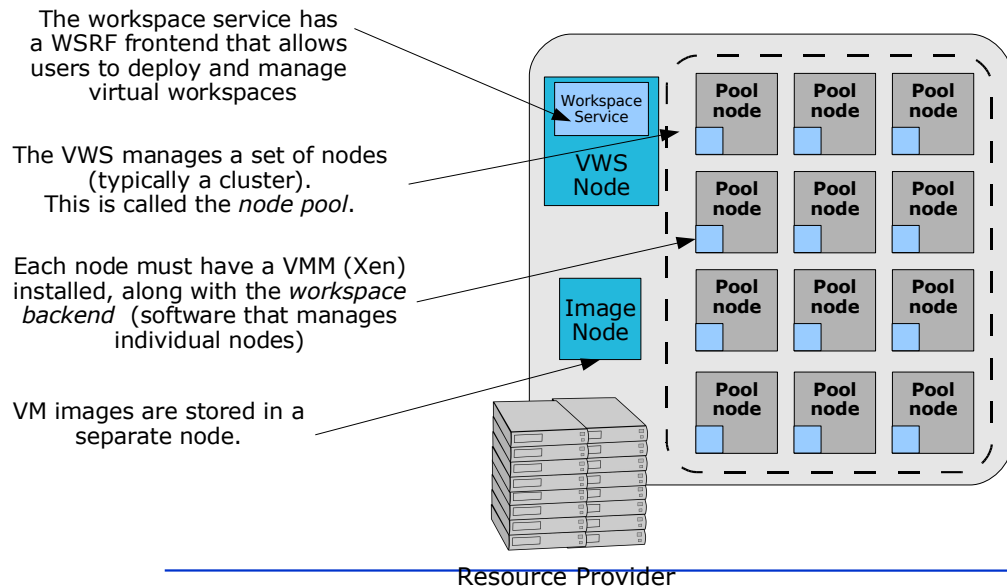 The workspace service has
a WSRF frontend that allows
users to deploy and manage
virtual workspaces
The VWS manages a set of nodes
(typically a cluster).
This is called the node pool.
Each node must have a VMM (Xen)
installed, along with the workspace
backend (software that manages
individual nodes)
VM images are stored in a
separate node.
Workspace
Service
VWS
Node
Image
Node
Pool
node
Pool
node
Pool
node
Pool
node
Pool
node
Pool
node
Pool
node
Pool
node
Pool
node
Pool
node
Pool
node
Pool
node
Resource Provider